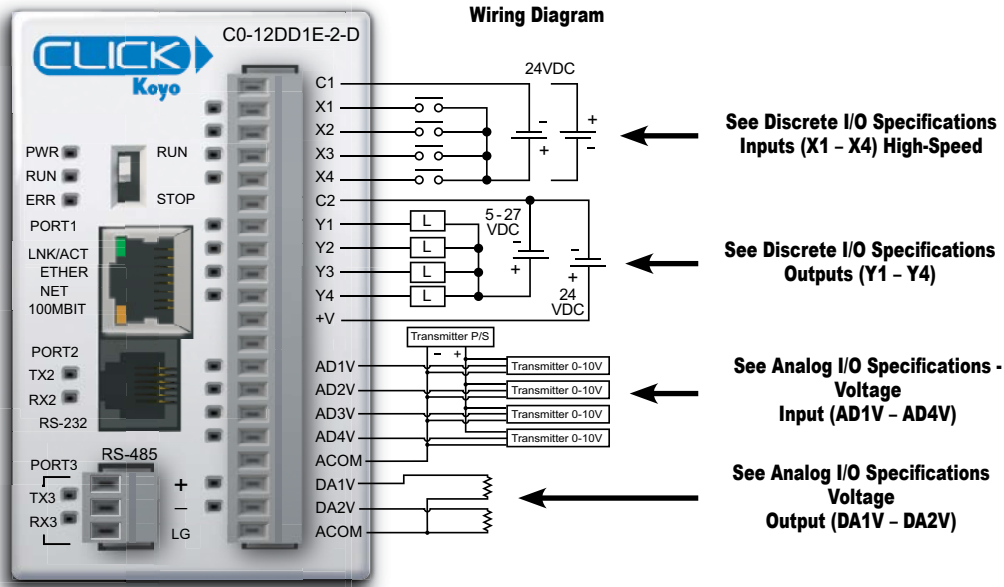 Wiring Diagram
CLICK
Koyo
C0-12DD1E-2-D
PWR
RUN
ERR
RUN
STOP
PORT1
LNK/ACT
ETHER
NET
100MBIT
PORT2
TX2
RX2
RS-232
PORT3
RS-485
TX3
RX3
+
–
LG
C1
X1
X2
X3
X4
C2
Y1
Y2
Y3
Y4
+V
AD1V
AD2V
AD3V
AD4V
ACOM
DA1V
DA2V
ACOM
24VDC
-
+
+
-
L
L
L
L
5-27
VDC
-
+
-
+
24
VDC
Transmitter P/S
- +
Transmitter 0-10V
Transmitter 0-10V
Transmitter 0-10V
Transmitter 0-10V
See Discrete I/O Specifications
Inputs (X1 – X4) High-Speed
See Discrete I/O Specifications
Outputs (Y1 – Y4)
See Analog I/O Specifications -
Voltage
Input (AD1V – AD4V)
See Analog I/O Specifications
Voltage
Output (DA1V – DA2V)